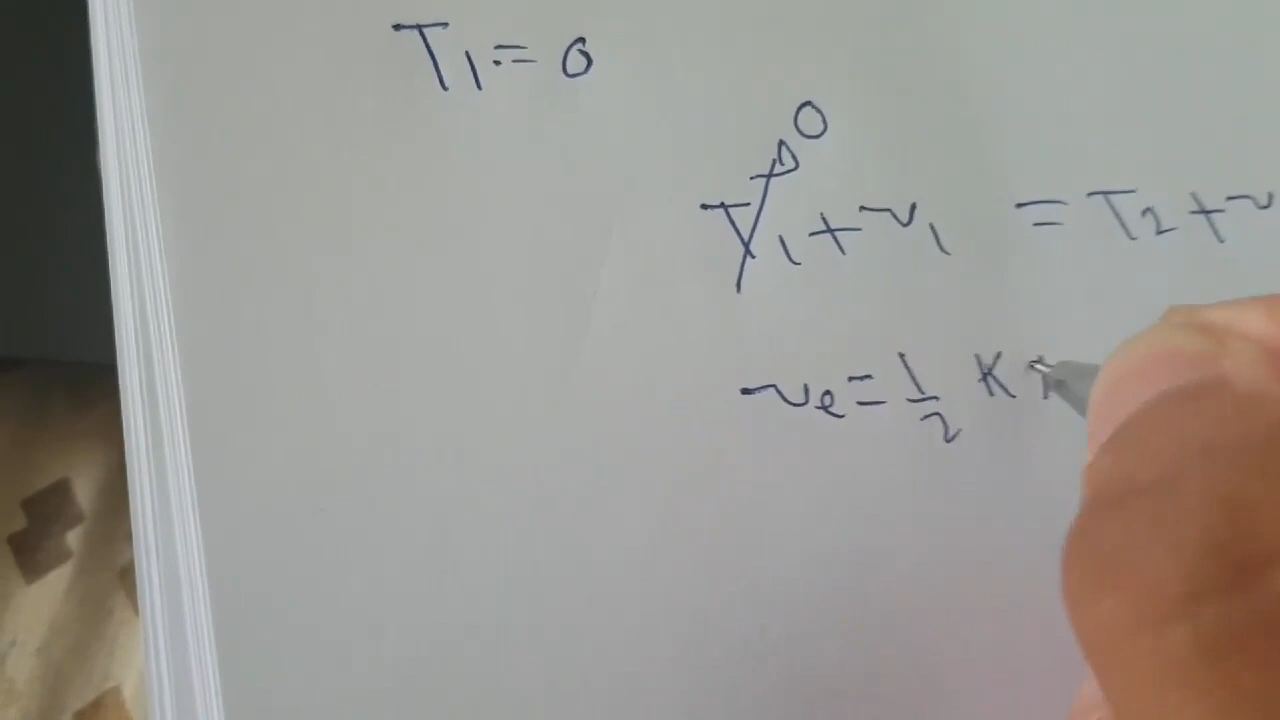 T₁ = 0
0
T₁ + v₁ = T₂ + v
vₑ = 1/2 K